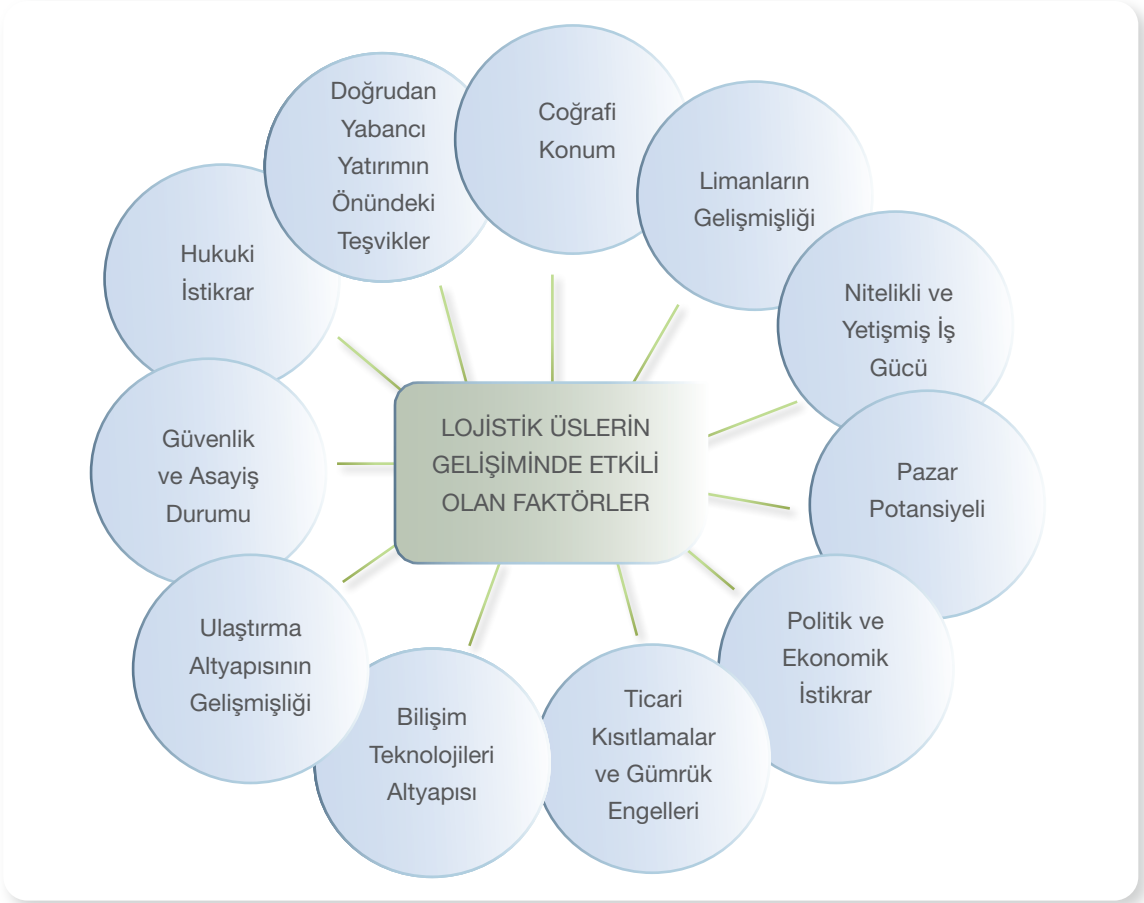 Doğrudan
Yabancı
Yatırımın
Önündeki
Teşvikler
Coğrafi
Konum
Limanların
Gelişmişliği
Hukuki
İstikrar
Nitelikli ve
Yetişmiş İş
Gücü
LOJİSTİK ÜSLERİN
GELİŞİMİNDE ETKİLİ
OLAN FAKTÖRLER
Güvenlik
ve Asayiş
Durumu
Pazar
Potansiyeli
Ulaştırma
Altyapısının
Gelişmişliği
Politik ve
Ekonomik
İstikrar
Bilişim
Teknolojileri
Altyapısı
Ticari
Kısıtlamalar
ve Gümrük
Engelleri